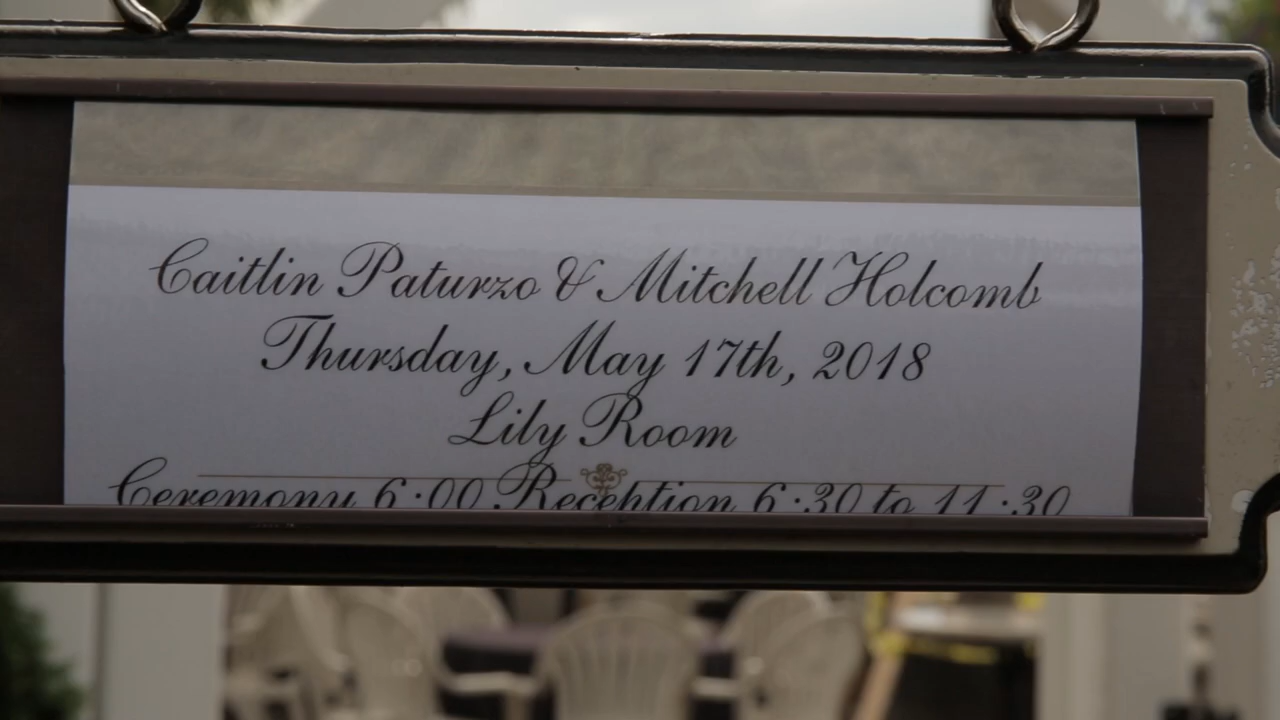 Caitlin Paturzo & Mitchell Holcomb
Thursday, May 17th, 2018
Lily Room
Ceremony 6:00 Reception 6:30 to 11:30